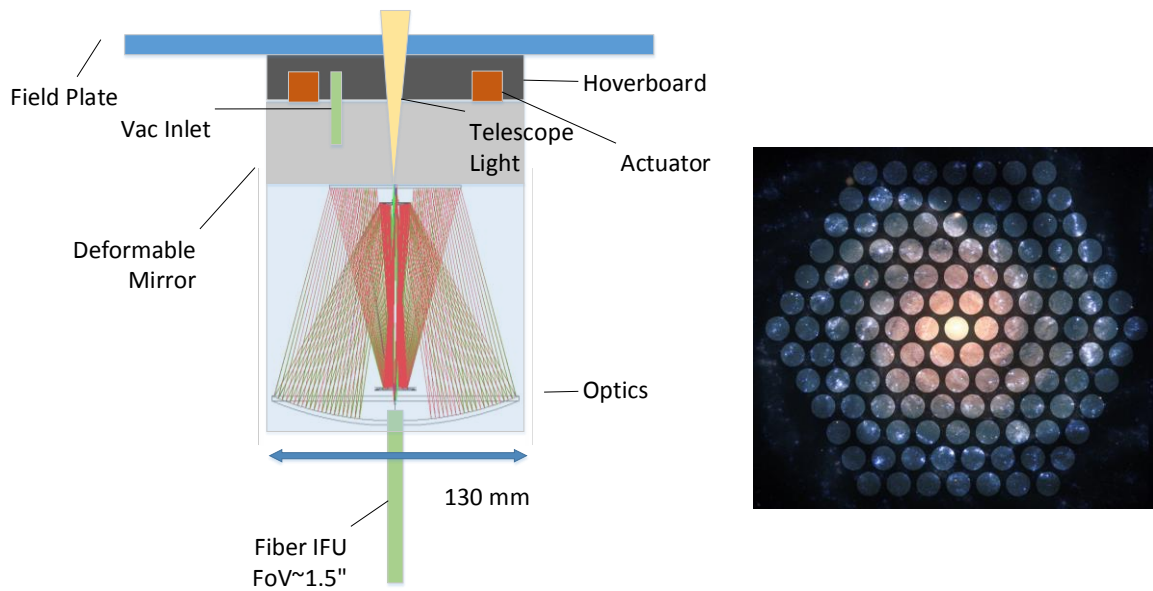 Field Plate
Vac Inlet
Hoverboard
Telescope
Light
Actuator
Deformable
Mirror
Optics
130 mm
Fiber IFU
FoV~1.5"